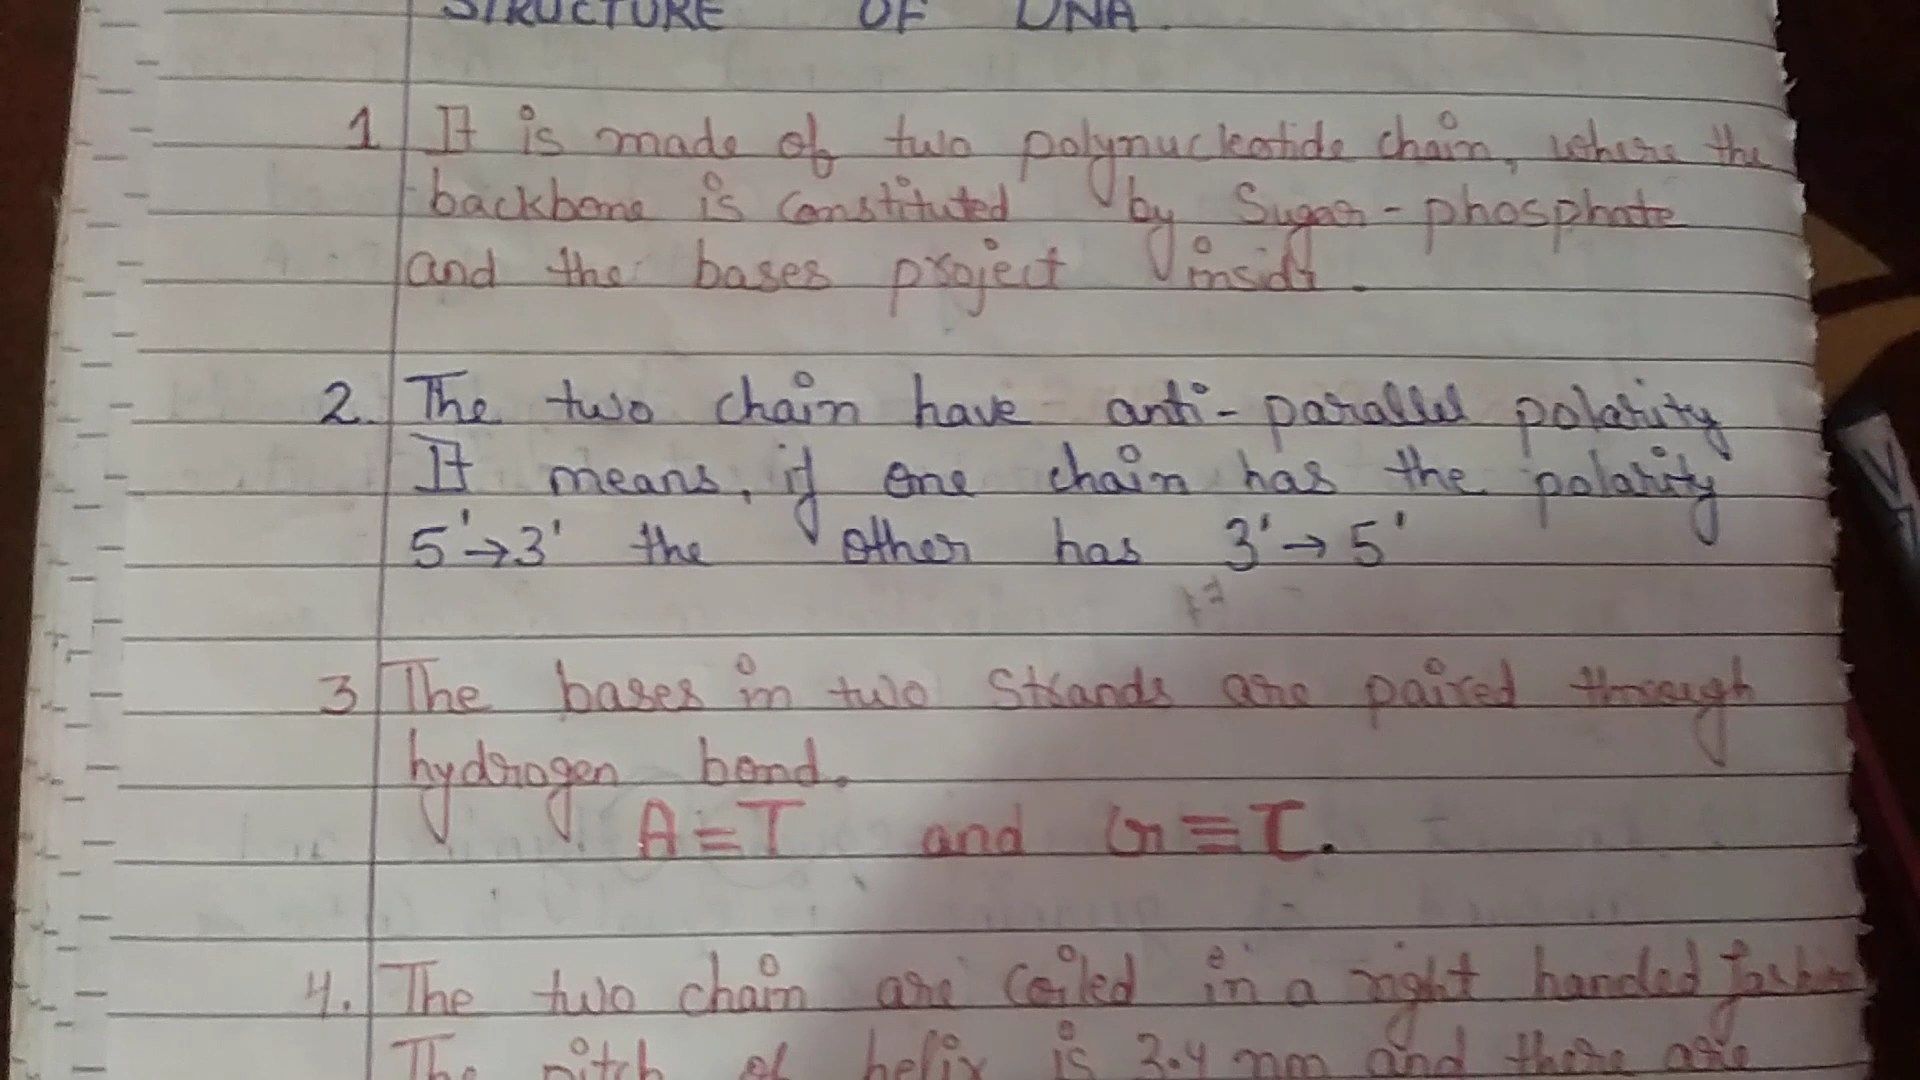 STRUCTURE OF DNA
1 It is made of two polynucleotide chain, where the
backbone is constituted by Sugar-phosphate
and the bases project inside.
2. The two chain have anti-parallel polarity
It means, if one chain has the polarity
5'→3' the other has 3'→5'
3 The bases in two Strands are paired through
hydrogen bond.
A=T and G≡C.
4. The two chain are coiled in a right handed fashion
The pitch of helix is 3.4 nm and there are